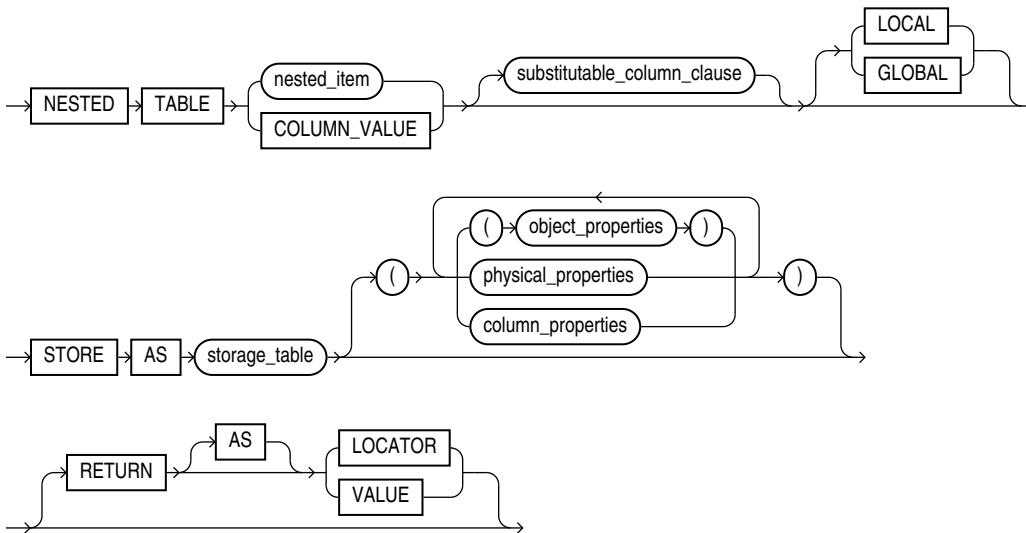 LOCAL
nested_item substitutable_column_clause GLOBAL
NESTED TABLE COLUMN_VALUE
( object_properties )
( physical_properties )
column_properties
STORE AS storage_table
AS LOCATOR
RETURN VALUE